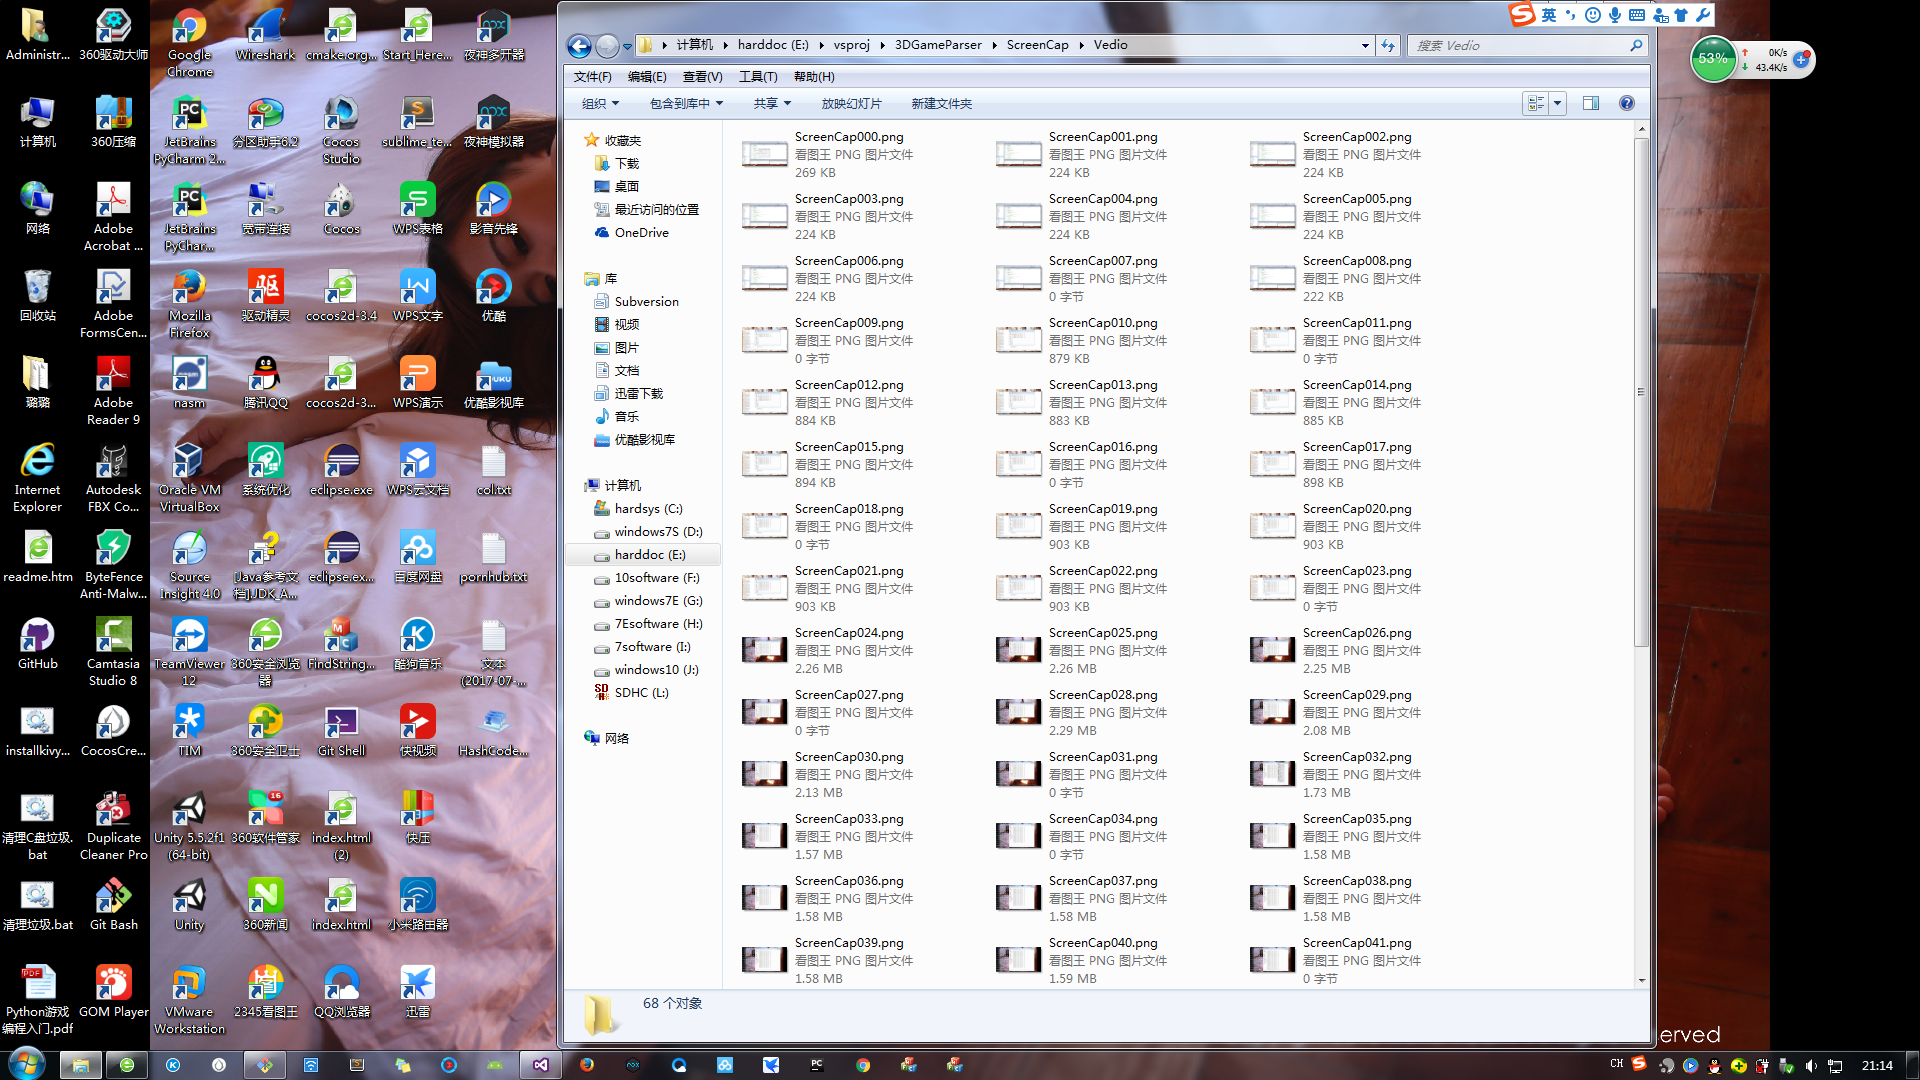 Administr...
360驱动大师
Google Chrome
Wireshark
cmake.org...
Start_Here...
夜神多开器
计算机
360压缩
JetBrains PyCharm 2...
分区助手6.2
Cocos Studio
sublime_te...
夜神模拟器
网络
Adobe Acrobat ...
JetBrains PyChar...
宽带连接
Cocos
WPS表格
影音先锋
回收站
Adobe FormsCen...
Mozilla Firefox
驱动精灵
cocos2d-3.4
WPS文字
优酷
璐璐
Adobe Reader 9
nasm
腾讯QQ
cocos2d-3...
WPS演示
优酷影视库
Internet Explorer
Autodesk FBX Co...
Oracle VM VirtualBox
系统优化
eclipse.exe
WPS云文档
col.txt
readme.htm
ByteFence Anti-Malw...
Source Insight 4.0
[Java参考文档].JDK_A...
eclipse.ex...
百度网盘
pornhub.txt
GitHub
Camtasia Studio 8
TeamViewer 12
360安全浏览器
FindString...
酷狗音乐
文本 (2017-07-...
installkivy...
CocosCre...
TIM
360安全卫士
Git Shell
快视频
HashCode...
清理C盘垃圾.bat
Duplicate Cleaner Pro
Unity 5.5.2f1 (64-bit)
360软件管家
index.html (2)
快压
清理垃圾.bat
Git Bash
Unity
360新闻
index.html
小米路由器
Python游戏编程入门.pdf
GOM Player
VMware Workstation
2345看图王
QQ浏览器
迅雷
计算机 harddoc (E:) vsproj 3DGameParser ScreenCap Vedio
搜索 Vedio
文件(F) 编辑(E) 查看(V) 工具(T) 帮助(H)
组织 包含到库中 共享 放映幻灯片 新建文件夹
收藏夹
下载
桌面
最近访问的位置
OneDrive
库
Subversion
视频
图片
文档
迅雷下载
音乐
优酷影视库
计算机
hardsys (C:)
windows7S (D:)
harddoc (E:)
10software (F:)
windows7E (G:)
7Esoftware (H:)
7software (I:)
windows10 (J:)
SDHC (L:)
网络
ScreenCap000.png ScreenCap001.png ScreenCap002.png
看图王 PNG 图片文件 看图王 PNG 图片文件 看图王 PNG 图片文件
269 KB 224 KB 224 KB
ScreenCap003.png ScreenCap004.png ScreenCap005.png
看图王 PNG 图片文件 看图王 PNG 图片文件 看图王 PNG 图片文件
224 KB 224 KB 224 KB
ScreenCap006.png ScreenCap007.png ScreenCap008.png
看图王 PNG 图片文件 看图王 PNG 图片文件 看图王 PNG 图片文件
224 KB 0 字节 222 KB
ScreenCap009.png ScreenCap010.png ScreenCap011.png
看图王 PNG 图片文件 看图王 PNG 图片文件 看图王 PNG 图片文件
0 字节 879 KB 0 字节
ScreenCap012.png ScreenCap013.png ScreenCap014.png
看图王 PNG 图片文件 看图王 PNG 图片文件 看图王 PNG 图片文件
884 KB 883 KB 885 KB
ScreenCap015.png ScreenCap016.png ScreenCap017.png
看图王 PNG 图片文件 看图王 PNG 图片文件 看图王 PNG 图片文件
894 KB 0 字节 898 KB
ScreenCap018.png ScreenCap019.png ScreenCap020.png
看图王 PNG 图片文件 看图王 PNG 图片文件 看图王 PNG 图片文件
0 字节 903 KB 903 KB
ScreenCap021.png ScreenCap022.png ScreenCap023.png
看图王 PNG 图片文件 看图王 PNG 图片文件 看图王 PNG 图片文件
903 KB 903 KB 0 字节
ScreenCap024.png ScreenCap025.png ScreenCap026.png
看图王 PNG 图片文件 看图王 PNG 图片文件 看图王 PNG 图片文件
2.26 MB 2.26 MB 2.25 MB
ScreenCap027.png ScreenCap028.png ScreenCap029.png
看图王 PNG 图片文件 看图王 PNG 图片文件 看图王 PNG 图片文件
0 字节 2.29 MB 2.08 MB
ScreenCap030.png ScreenCap031.png ScreenCap032.png
看图王 PNG 图片文件 看图王 PNG 图片文件 看图王 PNG 图片文件
2.13 MB 0 字节 1.73 MB
ScreenCap033.png ScreenCap034.png ScreenCap035.png
看图王 PNG 图片文件 看图王 PNG 图片文件 看图王 PNG 图片文件
1.57 MB 0 字节 1.58 MB
ScreenCap036.png ScreenCap037.png ScreenCap038.png
看图王 PNG 图片文件 看图王 PNG 图片文件 看图王 PNG 图片文件
1.58 MB 1.58 MB 1.58 MB
ScreenCap039.png ScreenCap040.png ScreenCap041.png
看图王 PNG 图片文件 看图王 PNG 图片文件 看图王 PNG 图片文件
1.58 MB 1.59 MB 0 字节
68 个对象
英
53%
0K/s
43.4K/s
erved
CH
21:14